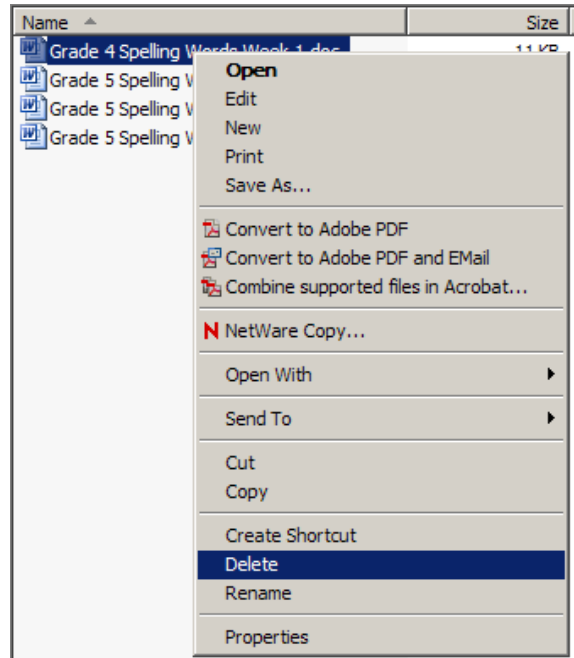 Name Size
Grade 4 Spelling Words Week 1.doc 11 KB
Grade 5 Spelling
Grade 5 Spelling
Grade 5 Spelling
Open
Edit
New
Print
Save As...
Convert to Adobe PDF
Convert to Adobe PDF and EMail
Combine supported files in Acrobat...
NetWare Copy...
Open With
Send To
Cut
Copy
Create Shortcut
Delete
Rename
Properties